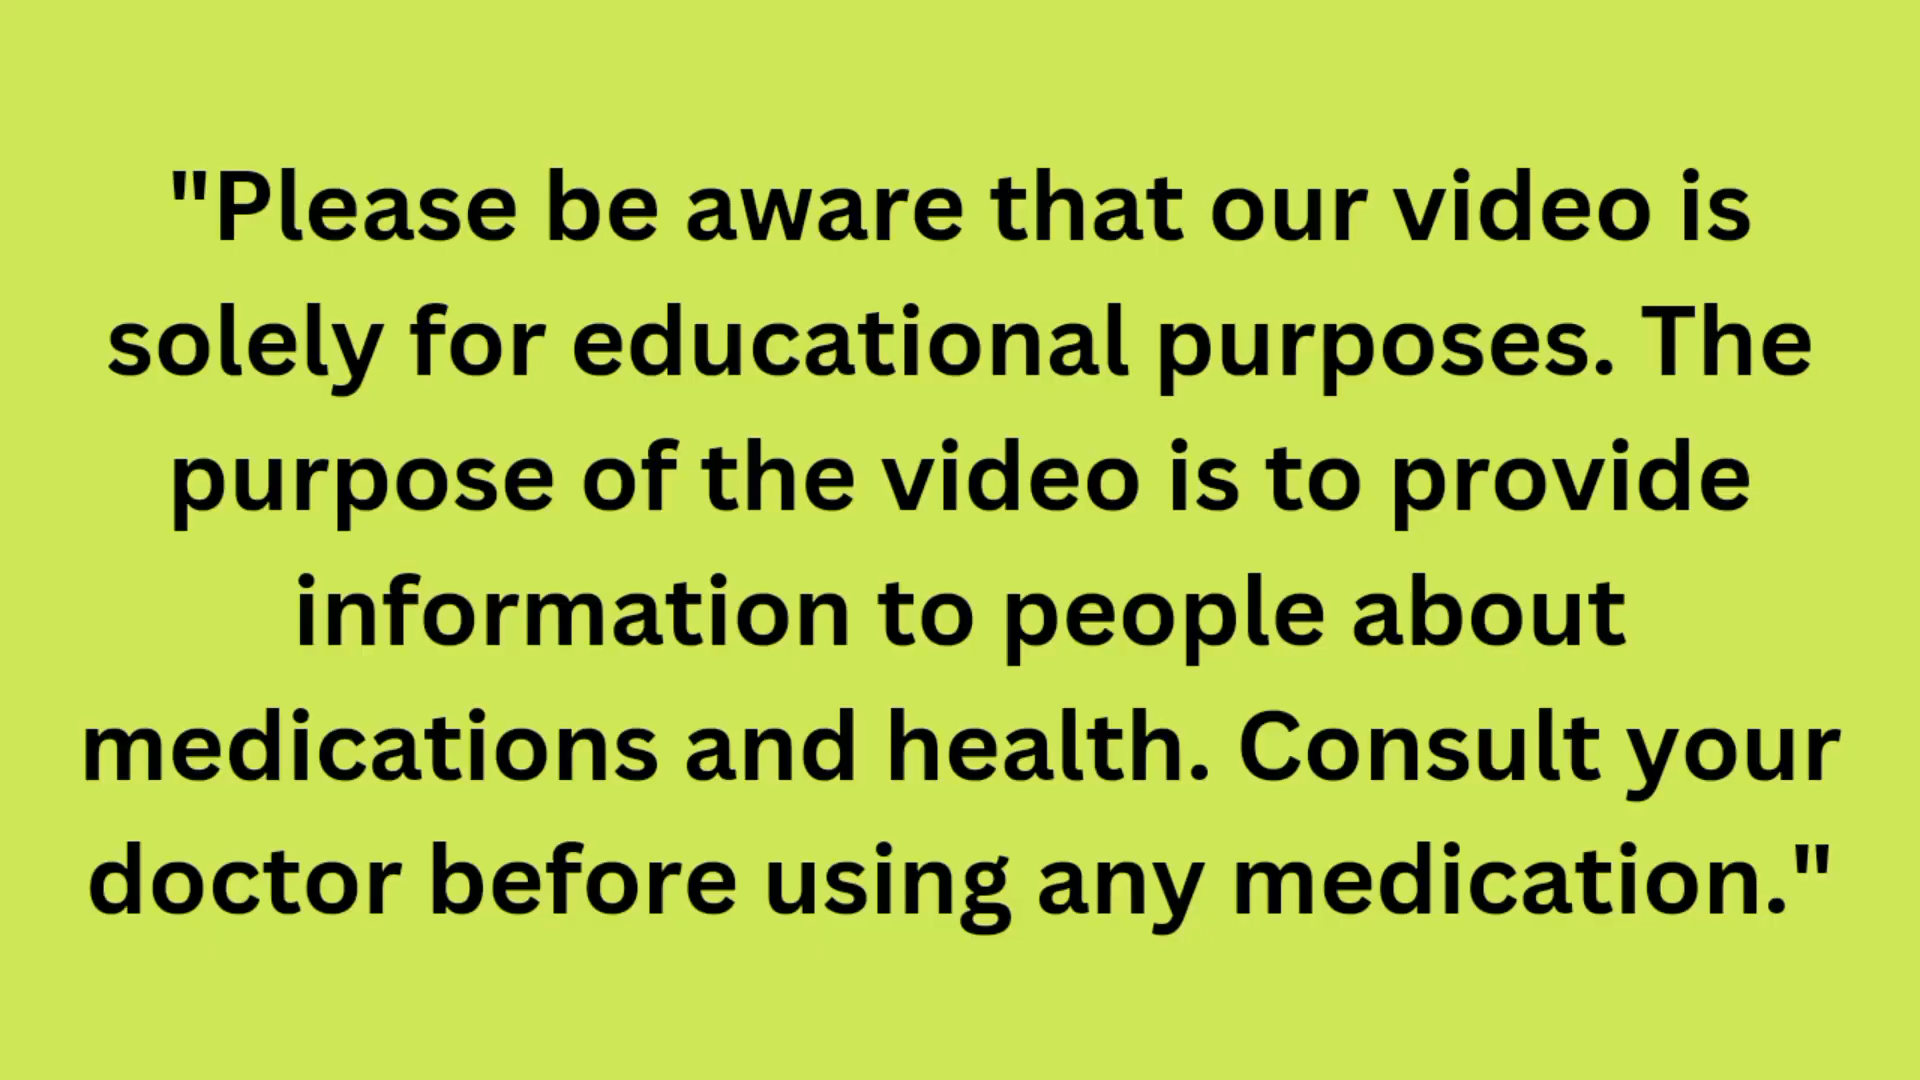 "Please be aware that our video is
solely for educational purposes. The
purpose of the video is to provide
information to people about
medications and health. Consult your
doctor before using any medication."